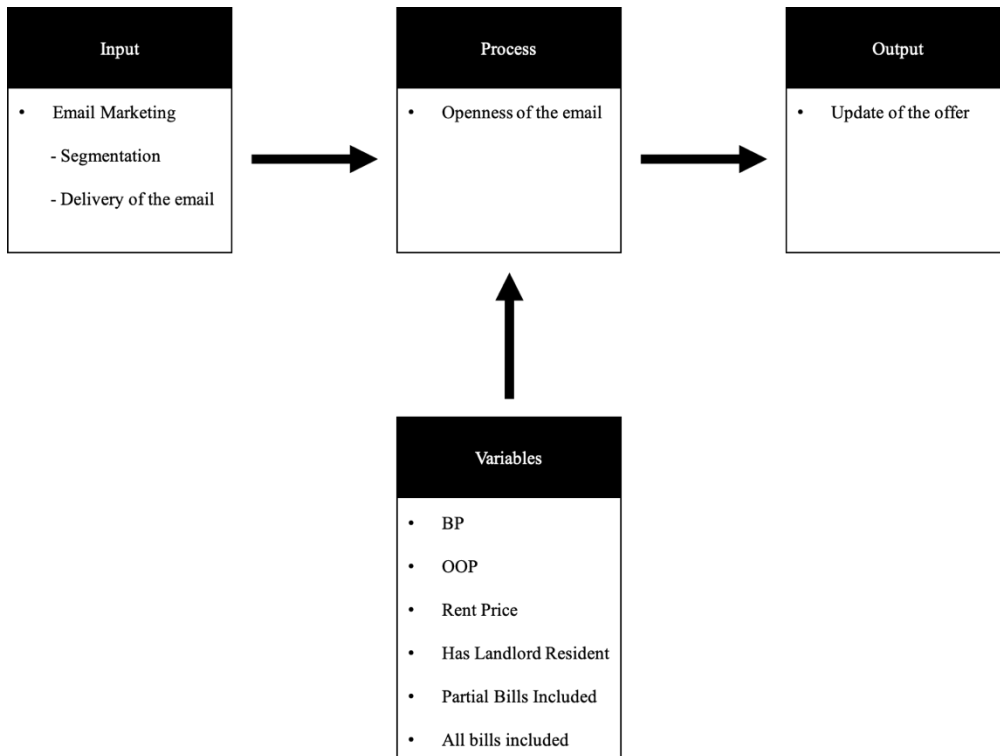 Input
• Email Marketing
- Segmentation
- Delivery of the email
Process
• Openness of the email
Output
• Update of the offer
Variables
• BP
• OOP
• Rent Price
• Has Landlord Resident
• Partial Bills Included
• All bills included